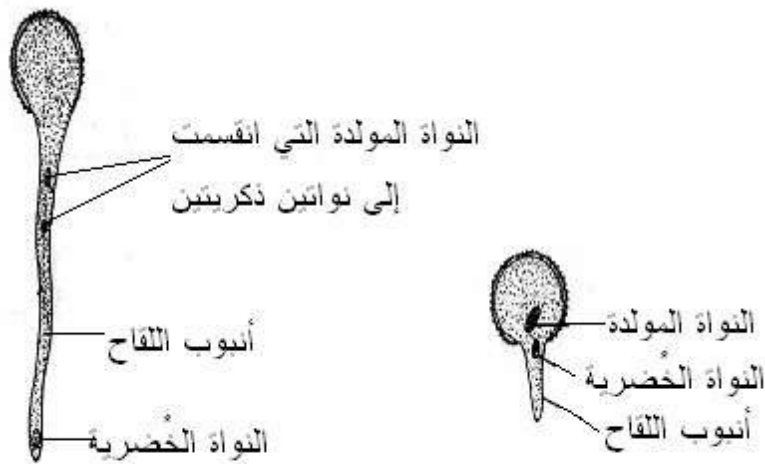 النواة المولدة التي انقسمت
إلى نواتين ذكريتين
أنبوب اللقاح
النواة الخُضرية
النواة المولدة
النواة الخُضرية
أنبوب اللقاح